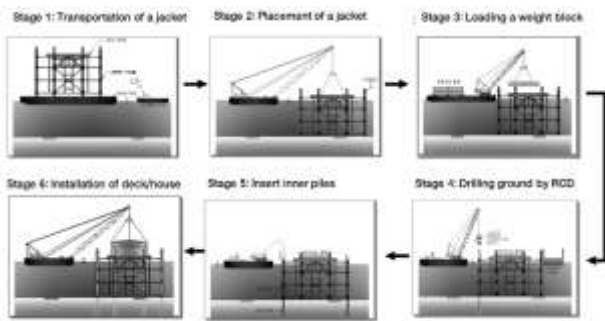 Stage 1: Transportation of a jacket
Stage 2: Placement of a jacket
Stage 3: Loading a weight block
Stage 6: Installation of deck/house
Stage 5: Insert inner piles
Stage 4: Drilling ground by RCD